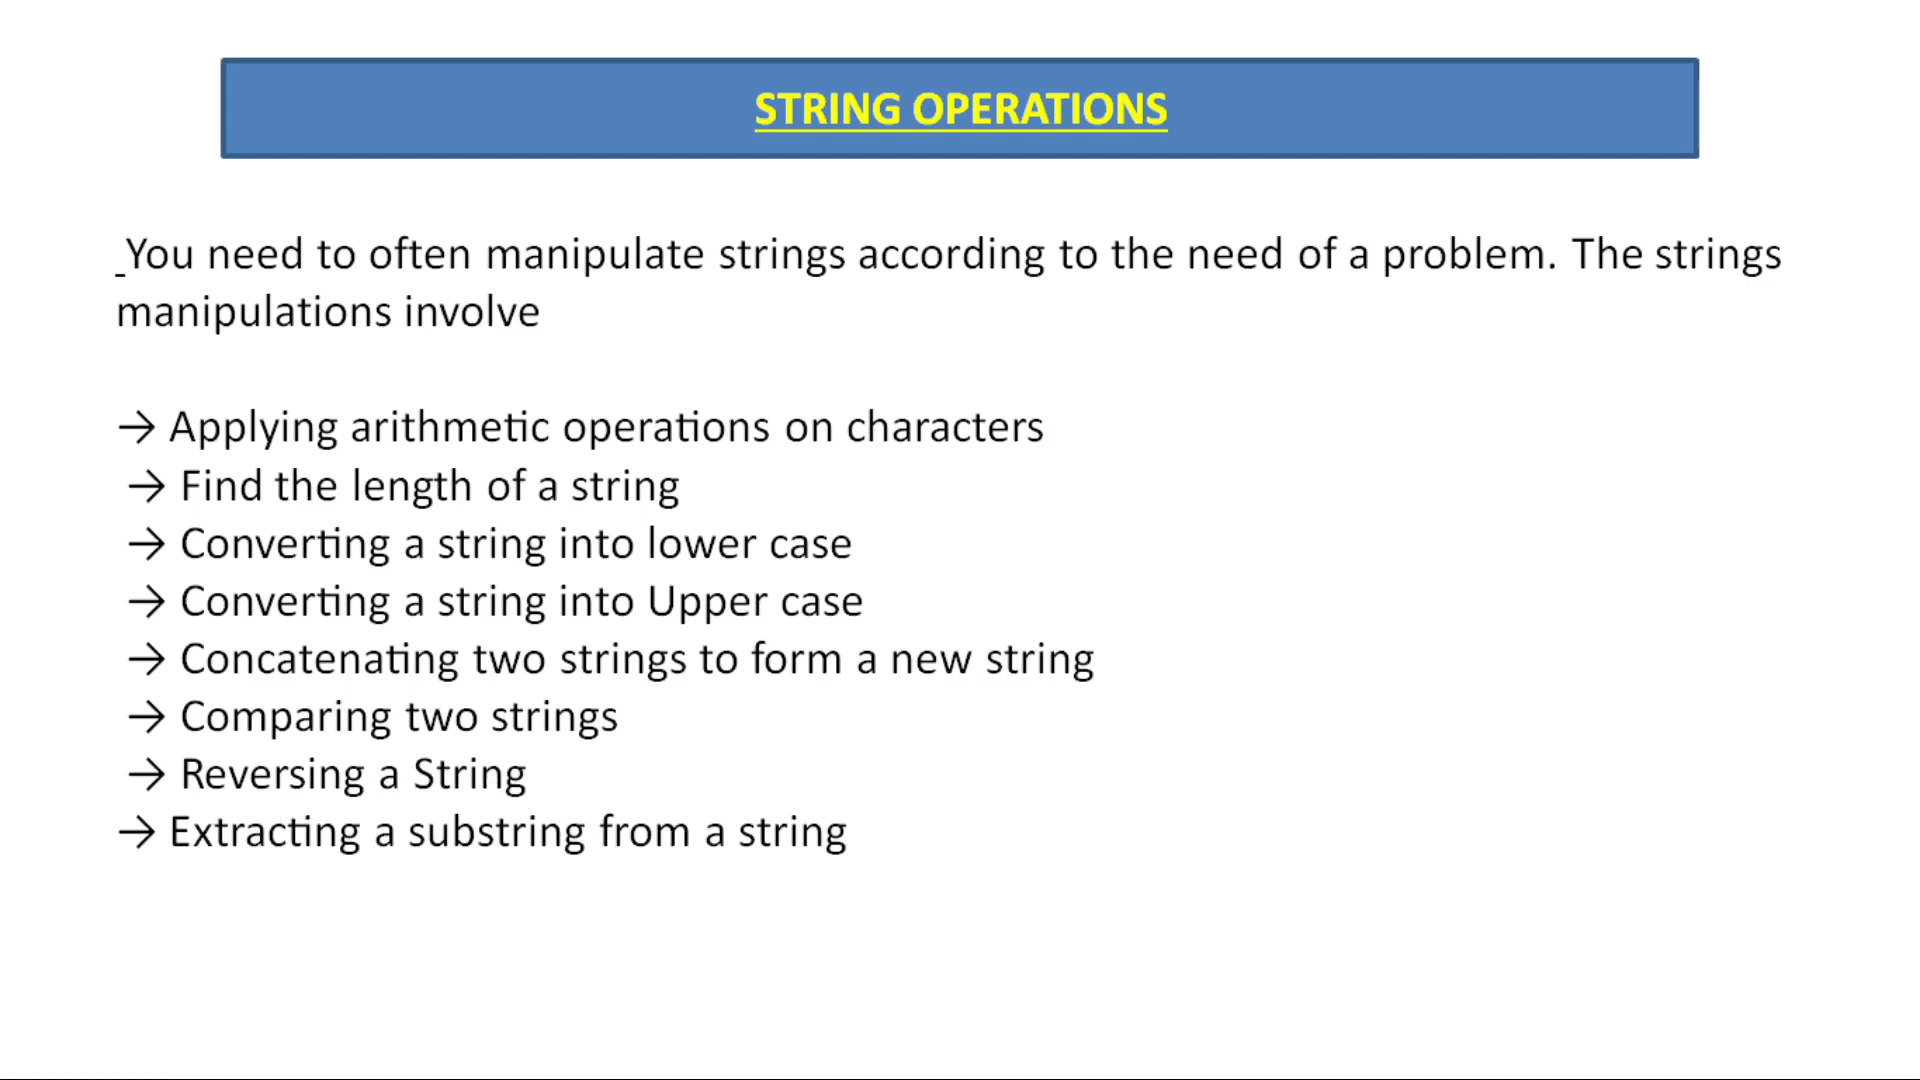 STRING OPERATIONS
You need to often manipulate strings according to the need of a problem. The strings
manipulations involve
→ Applying arithmetic operations on characters
→ Find the length of a string
→ Converting a string into lower case
→ Converting a string into Upper case
→ Concatenating two strings to form a new string
→ Comparing two strings
→ Reversing a String
→ Extracting a substring from a string